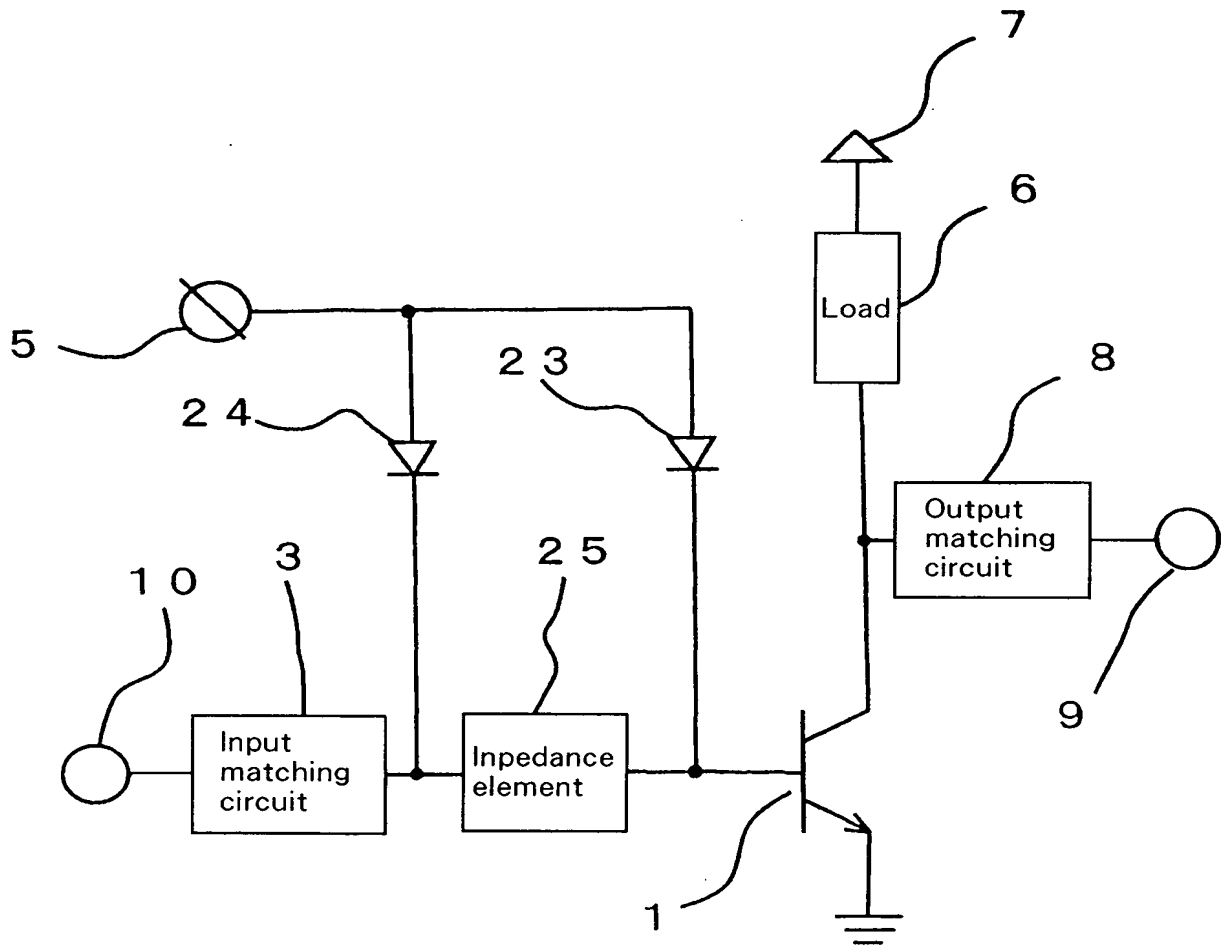 7
6
Load
5
2 3
2 4
8
Output
matching
circuit
3
2 5
1 0
Input
matching
circuit
Inpedance
element
9
1